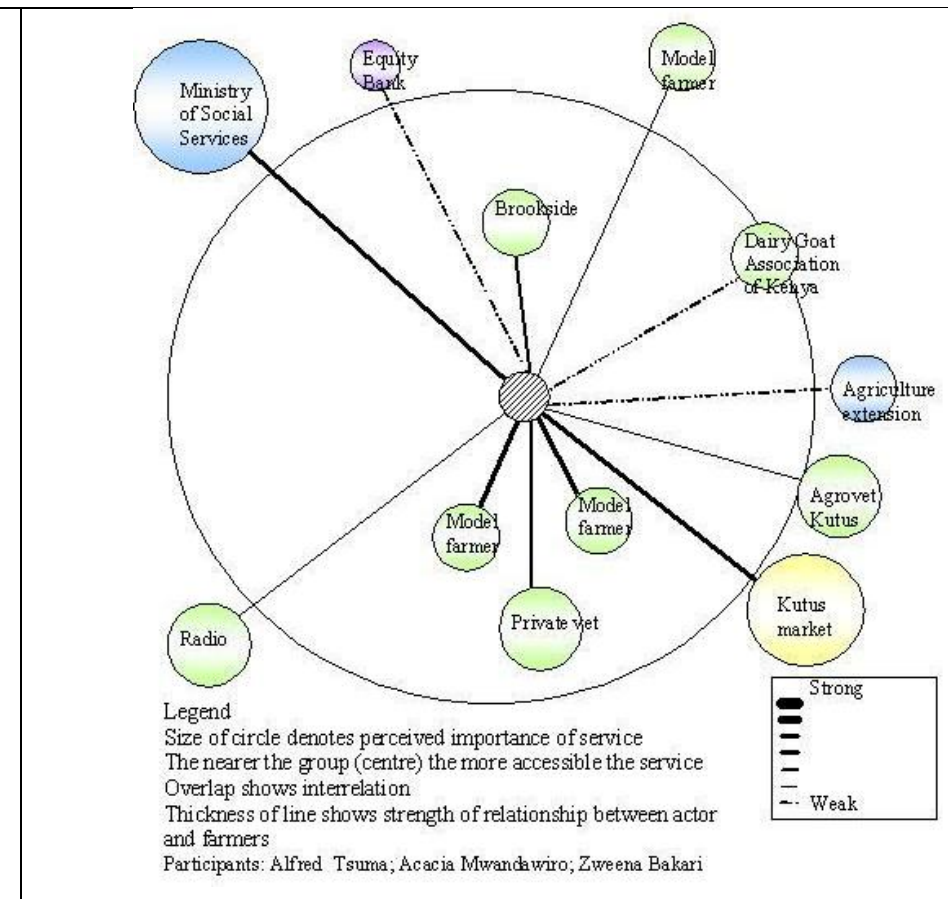 Ministry
of Social
Services
Equity
Bank
Model
farmer
Brookside
Dairy Goat
Association
of Kenya
Agriculture
extension
Agrovet
Kutus
Model
farmer
Model
farmer
Kutus
market
Private vet
Radio
Strong
Weak
Legend
Size of circle denotes perceived importance of service
The nearer the group (centre) the more accessible the service
Overlap shows interrelation
Thickness of line shows strength of relationship between actor
and farmers
Participants: Alfred Tsuma; Acacia Mwandawiro; Zweena Bakari